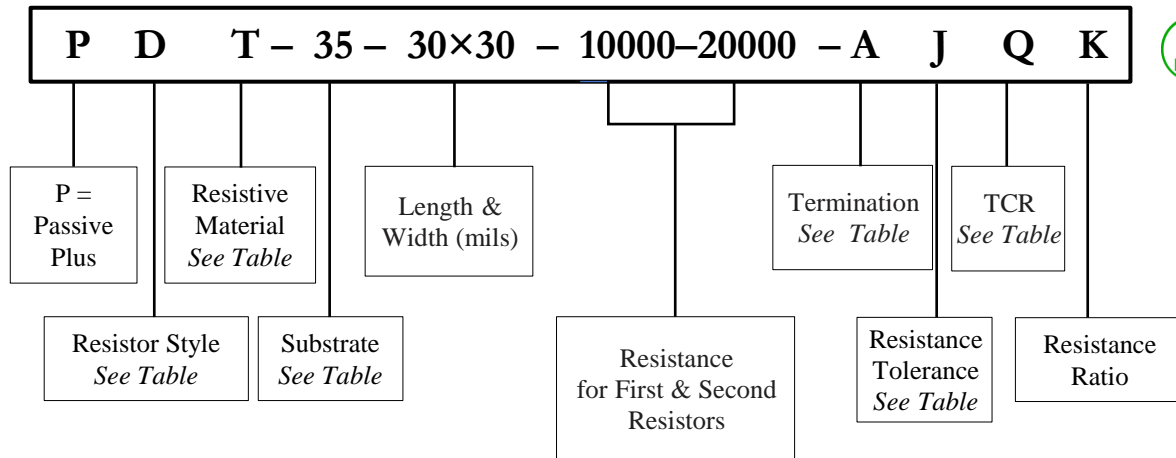 P D T – 35 – 30×30 – 10000–20000 – A J Q K
P =
Passive
Plus
Resistive
Material
See Table
Length &
Width (mils)
Termination
See Table
TCR
See Table
Resistor Style
See Table
Substrate
See Table
Resistance
for First & Second
Resistors
Resistance
Tolerance
See Table
Resistance
Ratio